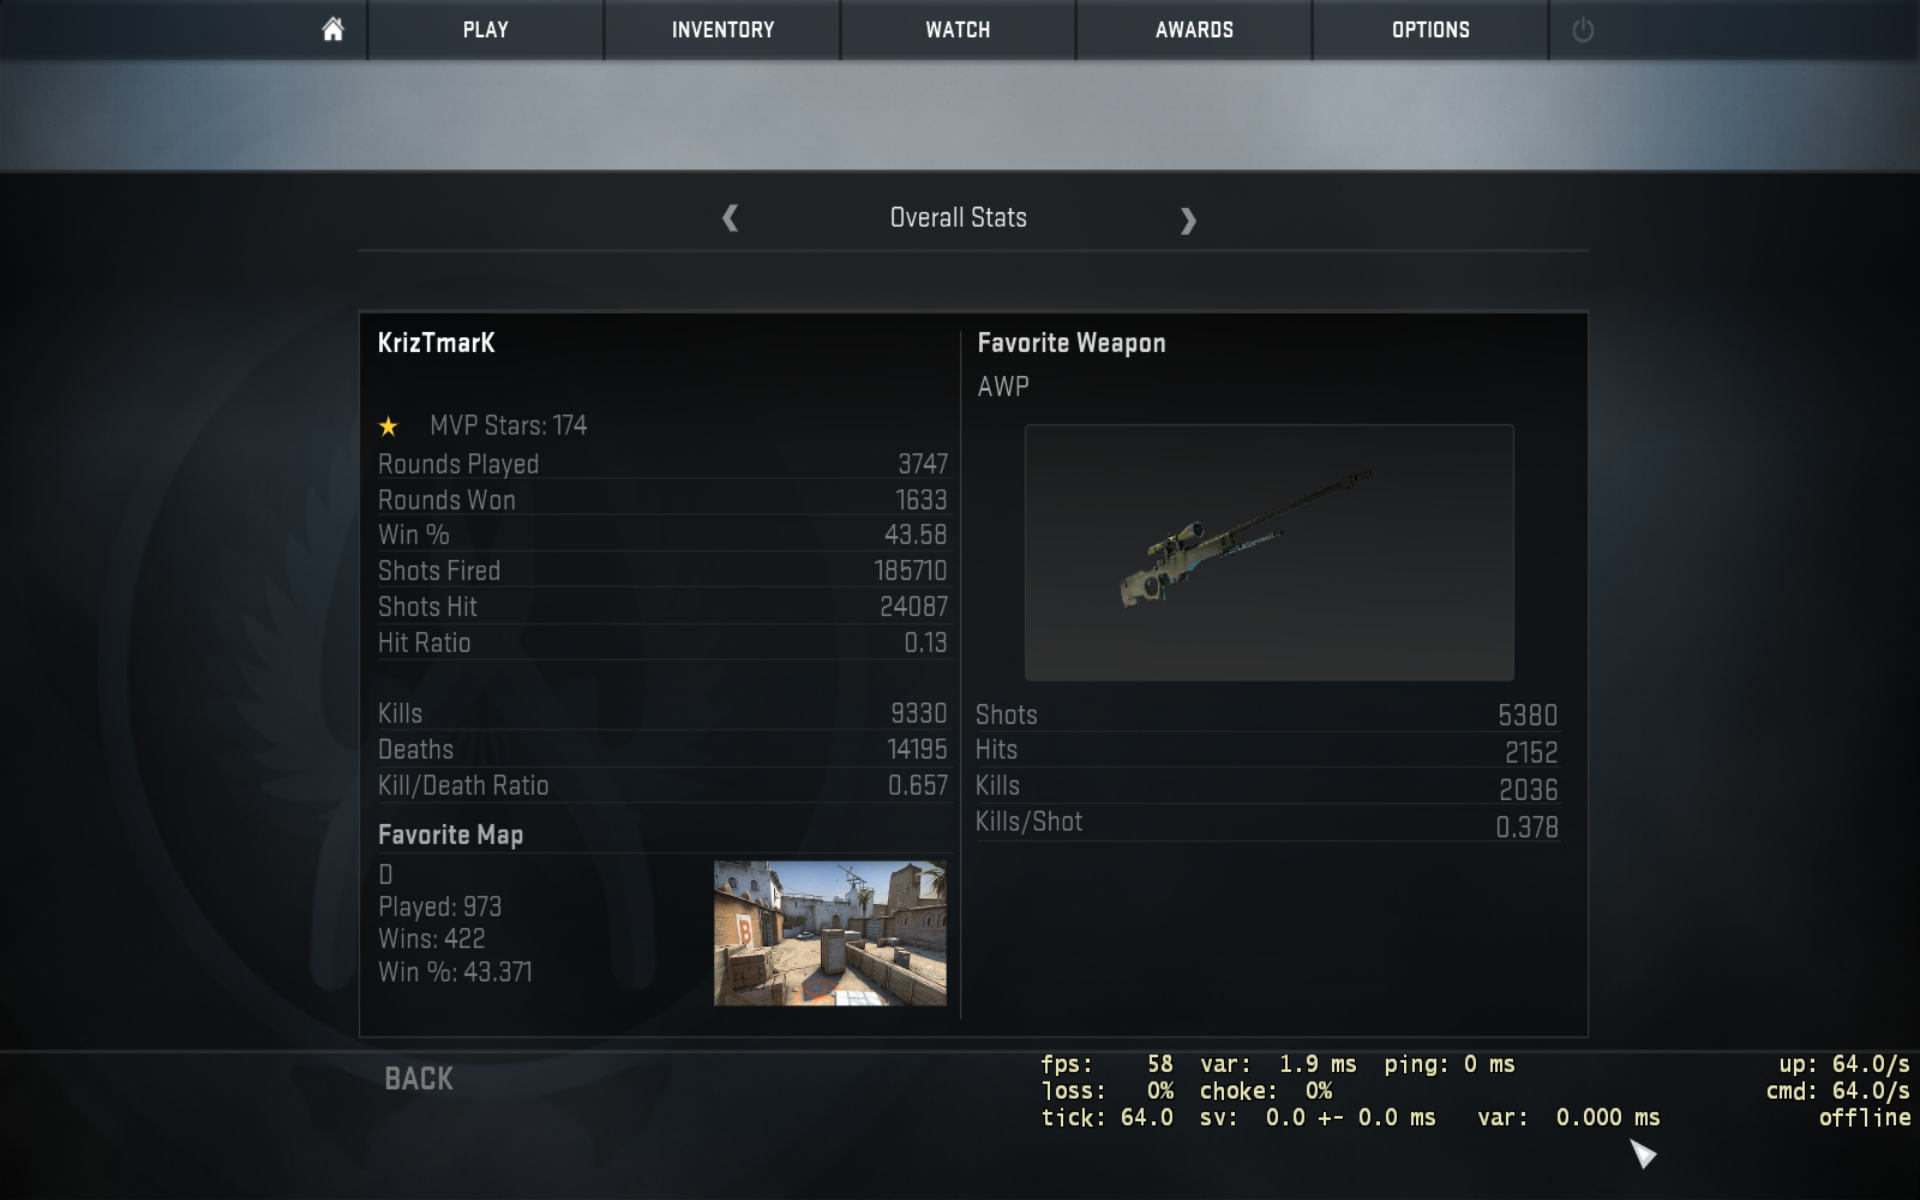 PLAY INVENTORY WATCH AWARDS OPTIONS
Overall Stats
KrizTmarK
MVP Stars: 174
Rounds Played 3747
Rounds Won 1633
Win % 43.58
Shots Fired 185710
Shots Hit 24087
Hit Ratio 0.13
Kills 9330
Deaths 14195
Kill/Death Ratio 0.657
Favorite Map
D
Played: 973
Wins: 422
Win %: 43.371
B
Favorite Weapon
AWP
Shots 5380
Hits 2152
Kills 2036
Kills/Shot 0.378
BACK
fps: 58 var: 1.9 ms ping: 0 ms up: 64.0/s
loss: 0% choke: 0% cmd: 64.0/s
tick: 64.0 sv: 0.0 +- 0.0 ms var: 0.000 ms offline